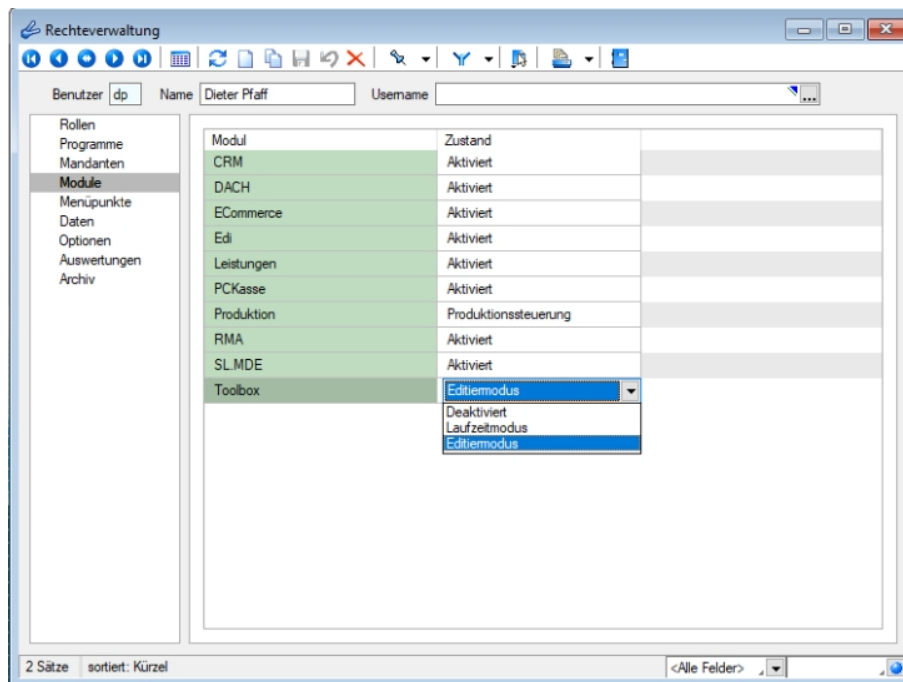 Rechteverwaltung
Benutzer dp Name Dieter Pfaff Username
Rollen
Programme
Mandanten
Module
Menüpunkte
Daten
Optionen
Auswertungen
Archiv
Modul Zustand
CRM Aktiviert
DACH Aktiviert
ECommerce Aktiviert
Edi Aktiviert
Leistungen Aktiviert
PCKasse Aktiviert
Produktion Produktionssteuerung
RMA Aktiviert
SL.MDE Aktiviert
Toolbox Editiermodus
Deaktiviert
Laufzeitmodus
Editiermodus
2 Sätze sortiert: Kürzel <Alle Felder>